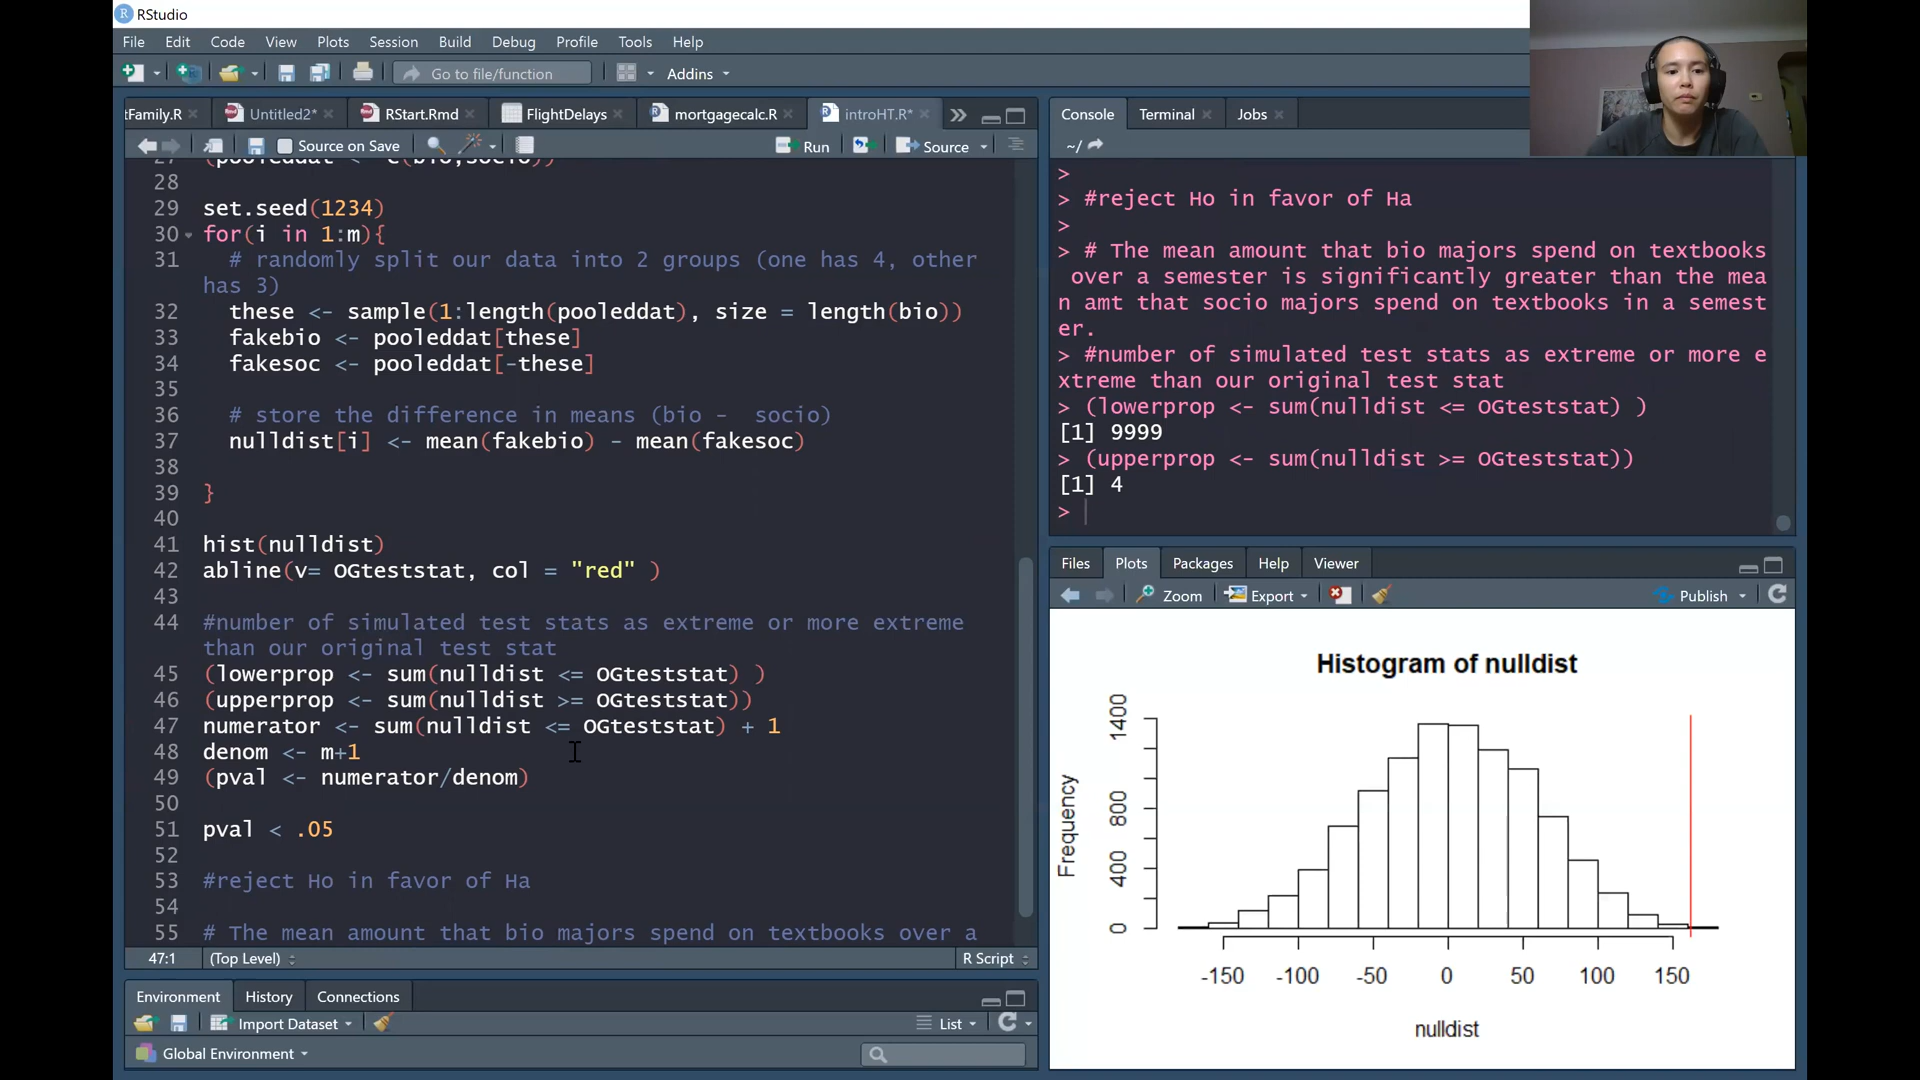 RStudio
File Edit Code View Plots Session Build Debug Profile Tools Help
Go to file/function Addins
tFamily.R Untitled2* RStart.Rmd FlightDelays mortgagecalc.R introHT.R*
Source on Save Run Source
27 (pooleddat <- c(bio,socio))
28
29 set.seed(1234)
30 for(i in 1:m){
31 # randomly split our data into 2 groups (one has 4, other
has 3)
32 these <- sample(1:length(pooleddat), size = length(bio))
33 fakebio <- pooleddat[these]
34 fakesoc <- pooleddat[-these]
35
36 # store the difference in means (bio -  socio)
37 nulldist[i] <- mean(fakebio) - mean(fakesoc)
38
39 }
40
41 hist(nulldist)
42 abline(v= OGteststat, col = "red" )
43
44 #number of simulated test stats as extreme or more extreme
than our original test stat
45 (lowerprop <- sum(nulldist <= OGteststat) )
46 (upperprop <- sum(nulldist >= OGteststat))
47 numerator <- sum(nulldist <= OGteststat) + 1
48 denom <- m+1
49 (pval <- numerator/denom)
50
51 pval < .05
52
53 #reject Ho in favor of Ha
54
55 # The mean amount that bio majors spend on textbooks over a
47:1 (Top Level) R Script
Environment History Connections
Import Dataset List
Global Environment
Console Terminal Jobs
~/
>
> #reject Ho in favor of Ha
>
> # The mean amount that bio majors spend on textbooks
over a semester is significantly greater than the mea
n amt that socio majors spend on textbooks in a semest
er.
> #number of simulated test stats as extreme or more e
xtreme than our original test stat
> (lowerprop <- sum(nulldist <= OGteststat) )
[1] 9999
> (upperprop <- sum(nulldist >= OGteststat))
[1] 4
>
Files Plots Packages Help Viewer
Zoom Export Publish
Histogram of nulldist
Frequency
0 400 800 1400
-150 -100 -50 0 50 100 150
nulldist